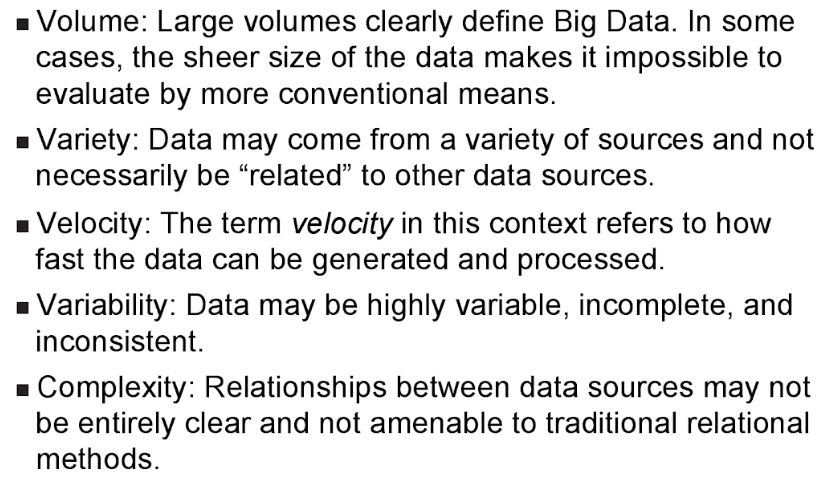 ▪ Volume: Large volumes clearly define Big Data. In some
cases, the sheer size of the data makes it impossible to
evaluate by more conventional means.
▪ Variety: Data may come from a variety of sources and not
necessarily be “related” to other data sources.
▪ Velocity: The term velocity in this context refers to how
fast the data can be generated and processed.
▪ Variability: Data may be highly variable, incomplete, and
inconsistent.
▪ Complexity: Relationships between data sources may not
be entirely clear and not amenable to traditional relational
methods.